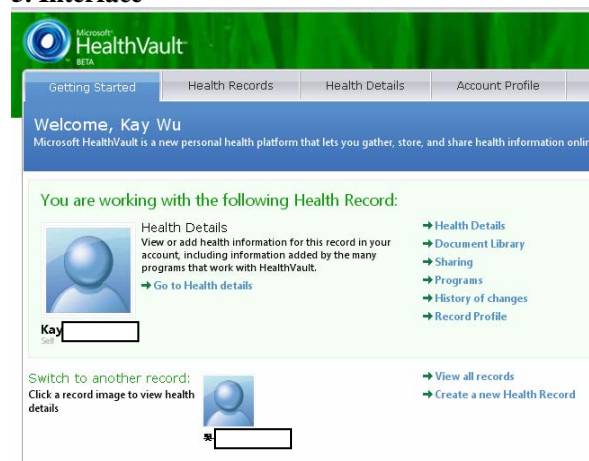 3. Interface
Microsoft®
HealthVault™
BETA
Getting Started
Health Records
Health Details
Account Profile
Welcome, Kay Wu
Microsoft HealthVault is a new personal health platform that lets you gather, store, and share health information onlin
You are working with the following Health Record:
Health Details
View or add health information for this record in your
account, including information added by the many
programs that work with HealthVault.
Go to Health details
Health Details
Document Library
Sharing
Programs
History of changes
Record Profile
Kay
Self
Switch to another record:
Click a record image to view health
details
View all records
Create a new Health Record